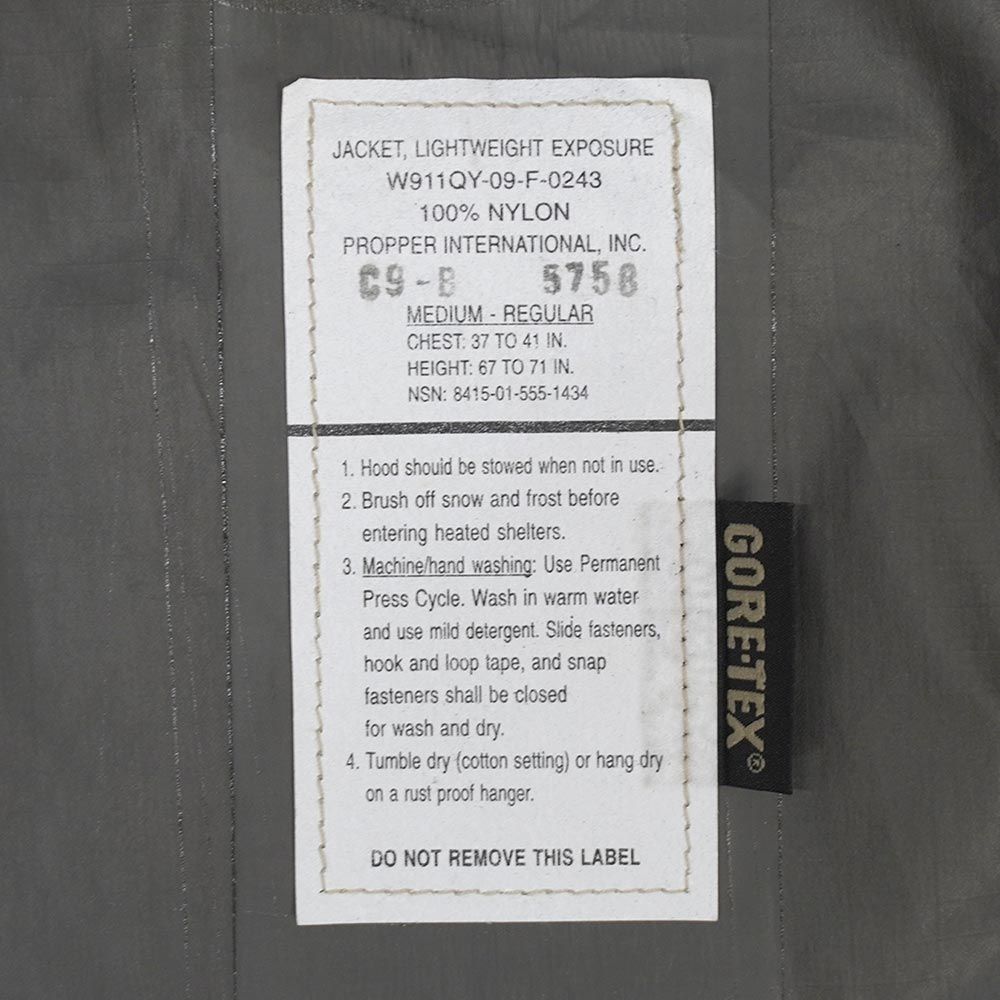 JACKET, LIGHTWEIGHT EXPOSURE
W911QY-09-F-0243
100% NYLON
PROPPER INTERNATIONAL, INC.
C9-B 5758
MEDIUM - REGULAR
CHEST: 37 TO 41 IN.
HEIGHT: 67 TO 71 IN.
NSN: 8415-01-555-1434
1. Hood should be stowed when not in use.
2. Brush off snow and frost before
entering heated shelters.
3. Machine/hand washing: Use Permanent
Press Cycle. Wash in warm water
and use mild detergent. Slide fasteners,
hook and loop tape, and snap
fasteners shall be closed
for wash and dry.
4. Tumble dry (cotton setting) or hang dry
on a rust proof hanger.
DO NOT REMOVE THIS LABEL
GORE-TEX®